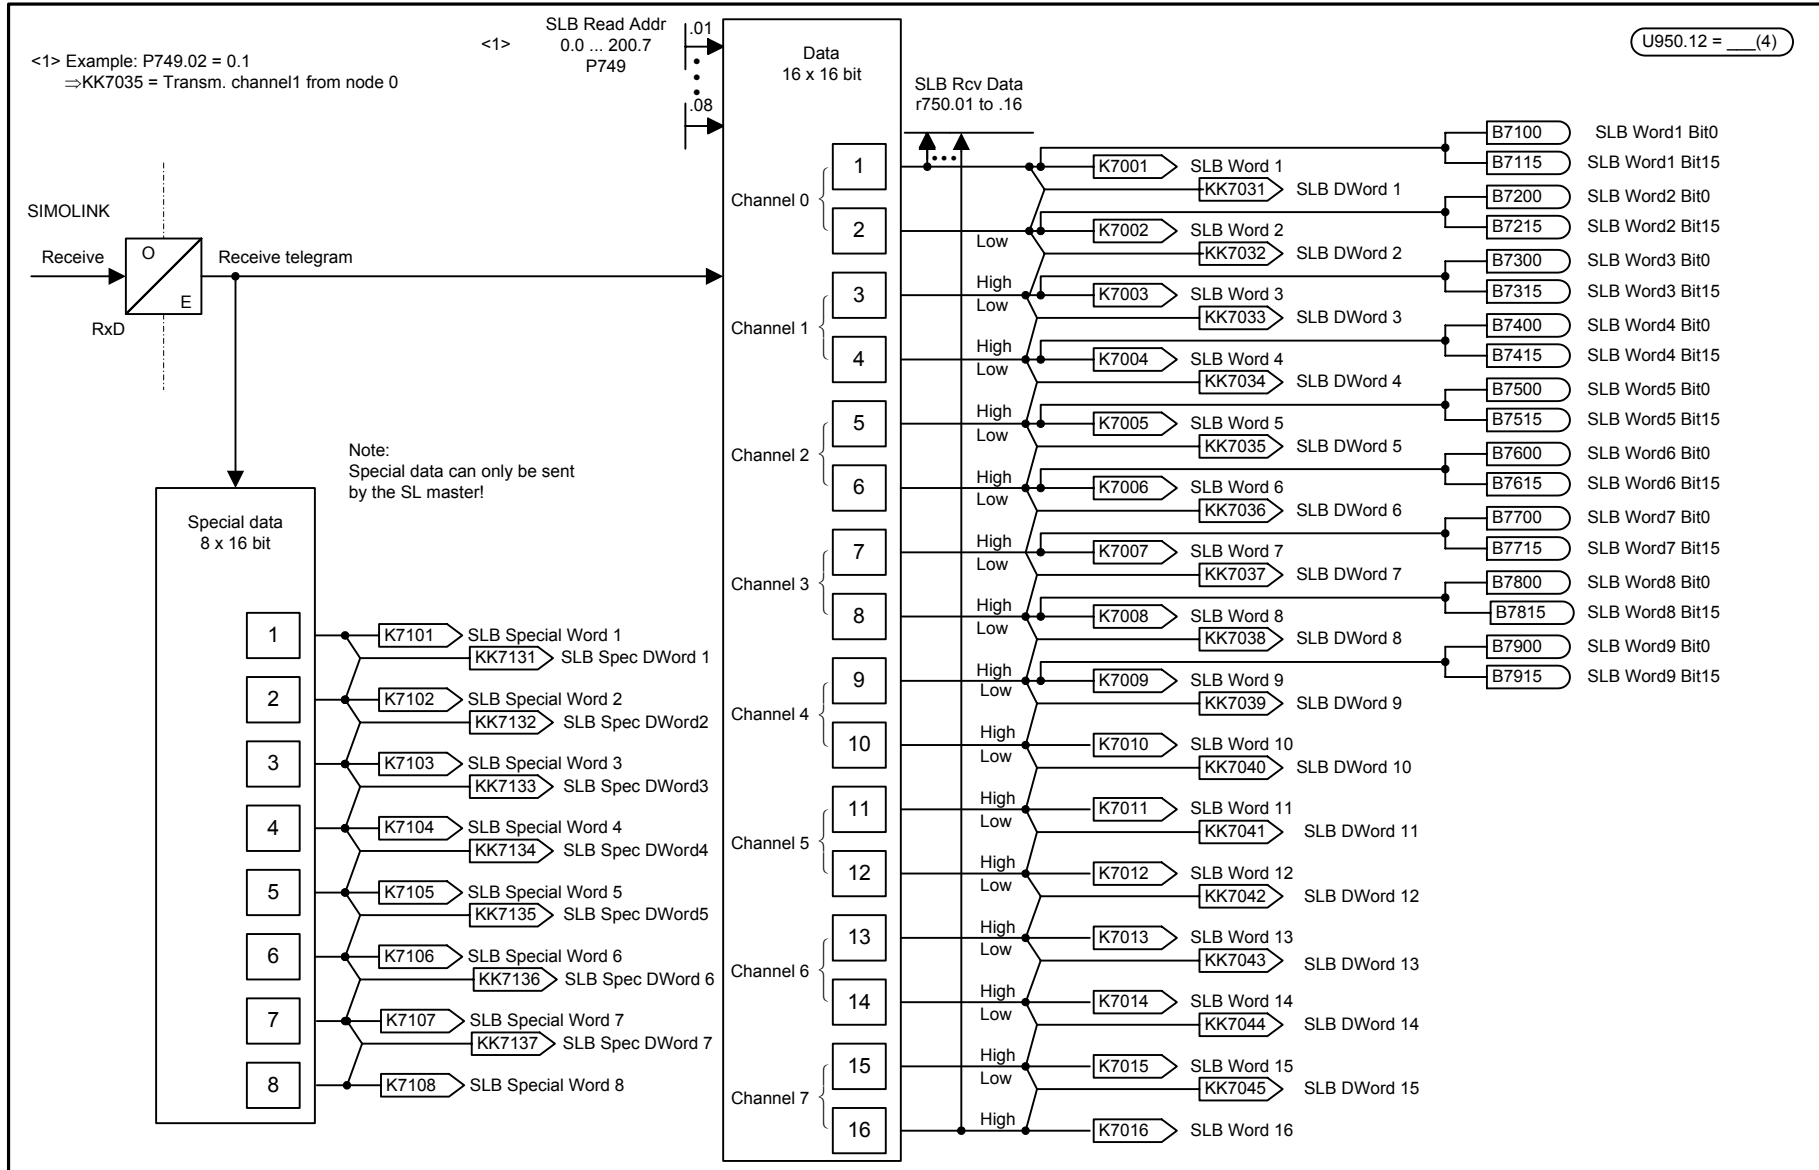 <1> Example: P749.02 = 0.1
⇒KK7035 = Transm. channel1 from node 0
<1>
SLB Read Addr
0.0 ... 200.7
P749
.01
.08
Data
16 x 16 bit
U950.12 = ___(4)
SLB Rcv Data
r750.01 to .16
SIMOLINK
Receive
O
E
RxD
Receive telegram
Note:
Special data can only be sent
by the SL master!
Special data
8 x 16 bit
1 K7101 SLB Special Word 1
KK7131 SLB Spec DWord 1
2 K7102 SLB Special Word 2
KK7132 SLB Spec DWord2
3 K7103 SLB Special Word 3
KK7133 SLB Spec DWord3
4 K7104 SLB Special Word 4
KK7134 SLB Spec DWord4
5 K7105 SLB Special Word 5
KK7135 SLB Spec DWord5
6 K7106 SLB Special Word 6
KK7136 SLB Spec DWord 6
7 K7107 SLB Special Word 7
KK7137 SLB Spec DWord 7
8 K7108 SLB Special Word 8
Channel 0
Channel 1
Channel 2
Channel 3
Channel 4
Channel 5
Channel 6
Channel 7
1 K7001 SLB Word 1
KK7031 SLB DWord 1
2 Low K7002 SLB Word 2
KK7032 SLB DWord 2
3 High Low K7003 SLB Word 3
KK7033 SLB DWord 3
4 High Low K7004 SLB Word 4
KK7034 SLB DWord 4
5 High Low K7005 SLB Word 5
KK7035 SLB DWord 5
6 High Low K7006 SLB Word 6
KK7036 SLB DWord 6
7 High Low K7007 SLB Word 7
KK7037 SLB DWord 7
8 High Low K7008 SLB Word 8
KK7038 SLB DWord 8
9 High Low K7009 SLB Word 9
KK7039 SLB DWord 9
10 High Low K7010 SLB Word 10
KK7040 SLB DWord 10
11 High Low K7011 SLB Word 11
KK7041 SLB DWord 11
12 High Low K7012 SLB Word 12
KK7042 SLB DWord 12
13 High Low K7013 SLB Word 13
KK7043 SLB DWord 13
14 High Low K7014 SLB Word 14
KK7044 SLB DWord 14
15 High Low K7015 SLB Word 15
KK7045 SLB DWord 15
16 High K7016 SLB Word 16
B7100 SLB Word1 Bit0
B7115 SLB Word1 Bit15
B7200 SLB Word2 Bit0
B7215 SLB Word2 Bit15
B7300 SLB Word3 Bit0
B7315 SLB Word3 Bit15
B7400 SLB Word4 Bit0
B7415 SLB Word4 Bit15
B7500 SLB Word5 Bit0
B7515 SLB Word5 Bit15
B7600 SLB Word6 Bit0
B7615 SLB Word6 Bit15
B7700 SLB Word7 Bit0
B7715 SLB Word7 Bit15
B7800 SLB Word8 Bit0
B7815 SLB Word8 Bit15
B7900 SLB Word9 Bit0
B7915 SLB Word9 Bit15